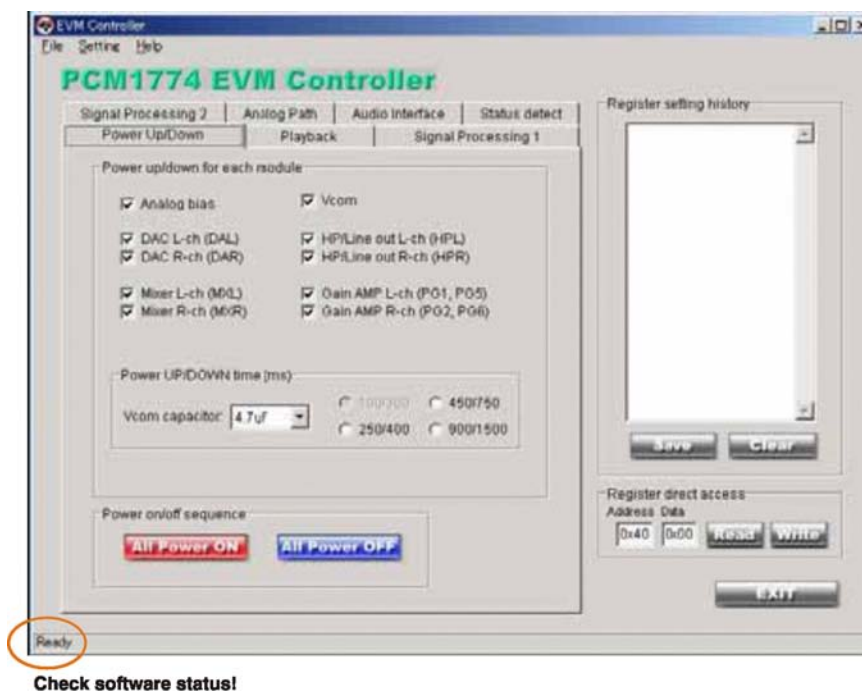 EVM Controller
File Setting Help
PCM1774 EVM Controller
Signal Processing 2 Analog Path Audio Interface Status detect
Power Up/Down Playback Signal Processing 1
Power up/down for each module
Analog bias Vcom
DAC L-ch (DAL) HP/Line out L-ch (HPL)
DAC R-ch (DAR) HP/Line out R-ch (HPR)
Mixer L-ch (MXL) Gain AMP L-ch (PG1, PG5)
Mixer R-ch (MXR) Gain AMP R-ch (PG2, PG6)
Power UP/DOWN time (ms)
Vcom capacitor: 4.7uF
450/750
250/400 900/1500
Power on/off sequence
All Power ON All Power OFF
Register setting history
Save Clear
Register direct access
Address Data
0x40 0x00 Read Write
EXIT
Ready
Check software status!